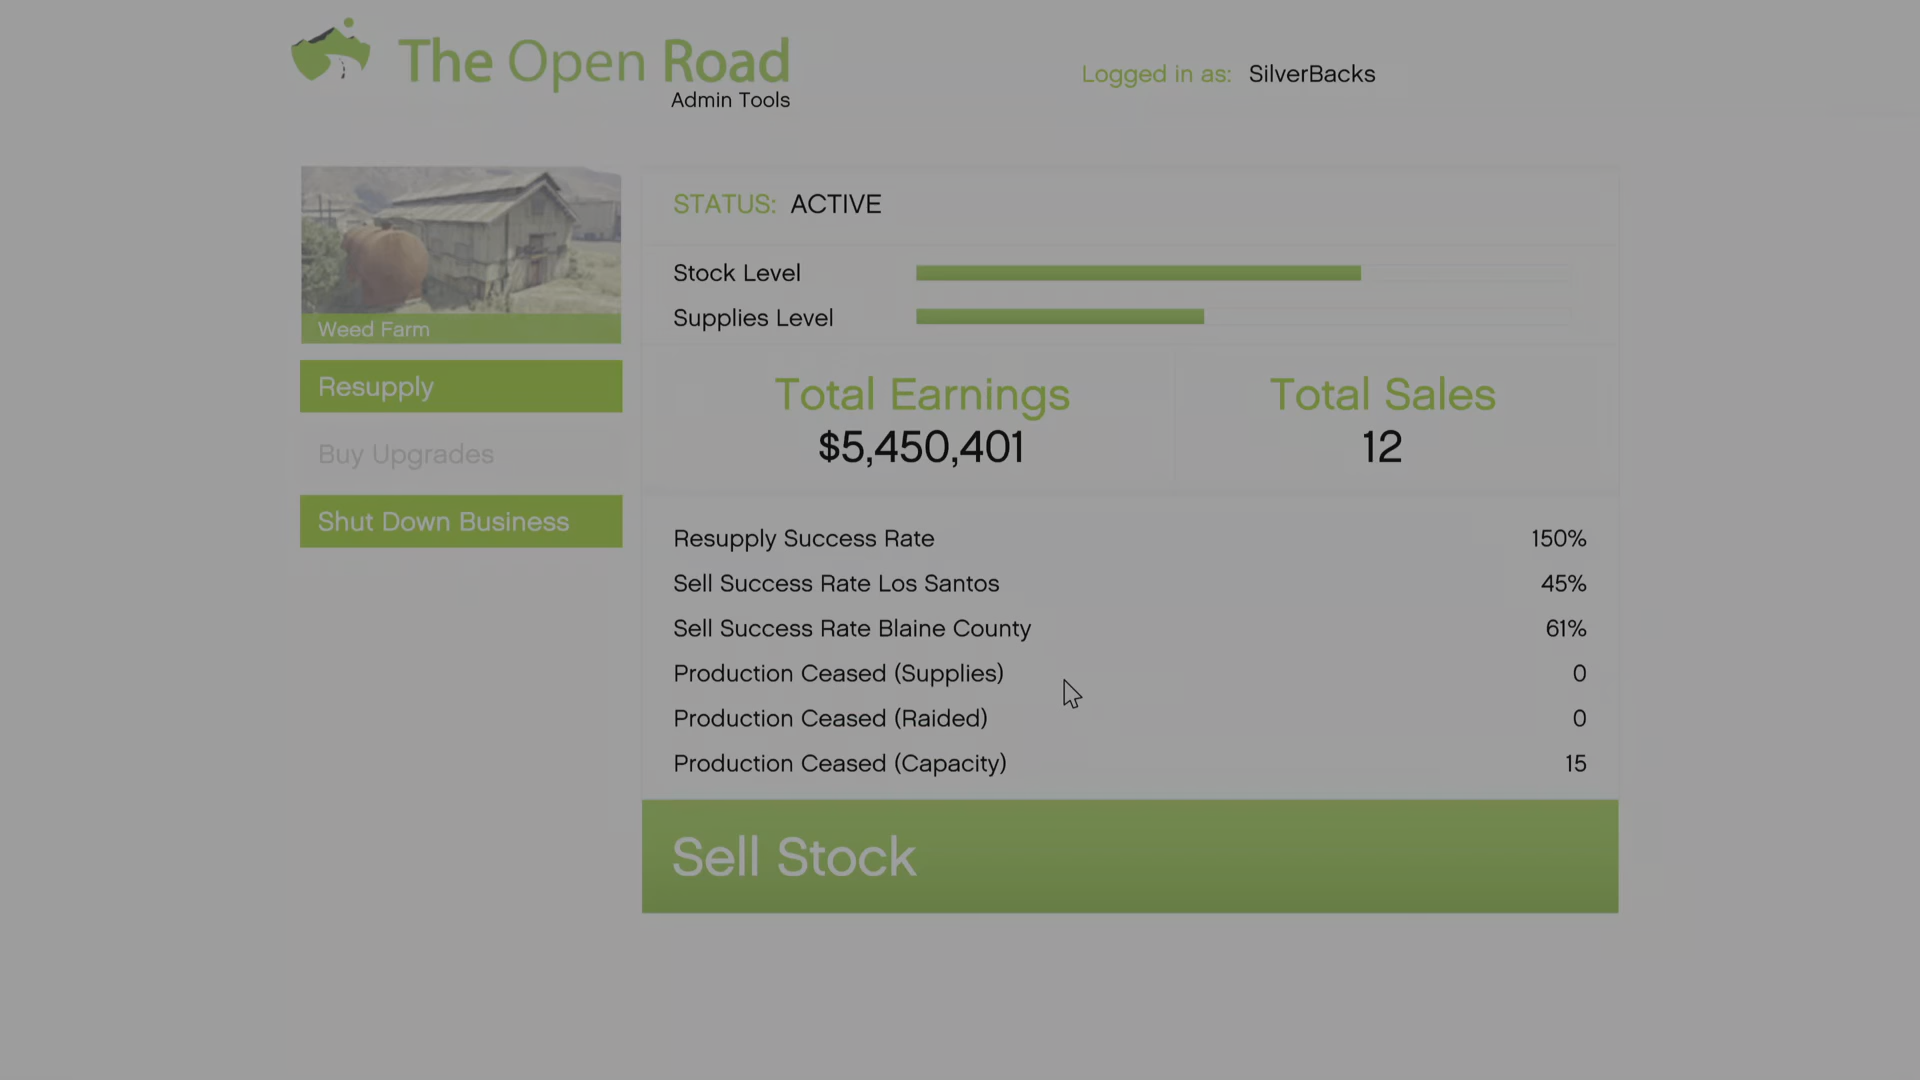 The Open Road
Admin Tools
Logged in as: SilverBacks
Weed Farm
Resupply
Buy Upgrades
Shut Down Business
STATUS: ACTIVE
Stock Level
Supplies Level
Total Earnings
$5,450,401
Total Sales
12
Resupply Success Rate 150%
Sell Success Rate Los Santos 45%
Sell Success Rate Blaine County 61%
Production Ceased (Supplies) 0
Production Ceased (Raided) 0
Production Ceased (Capacity) 15
Sell Stock